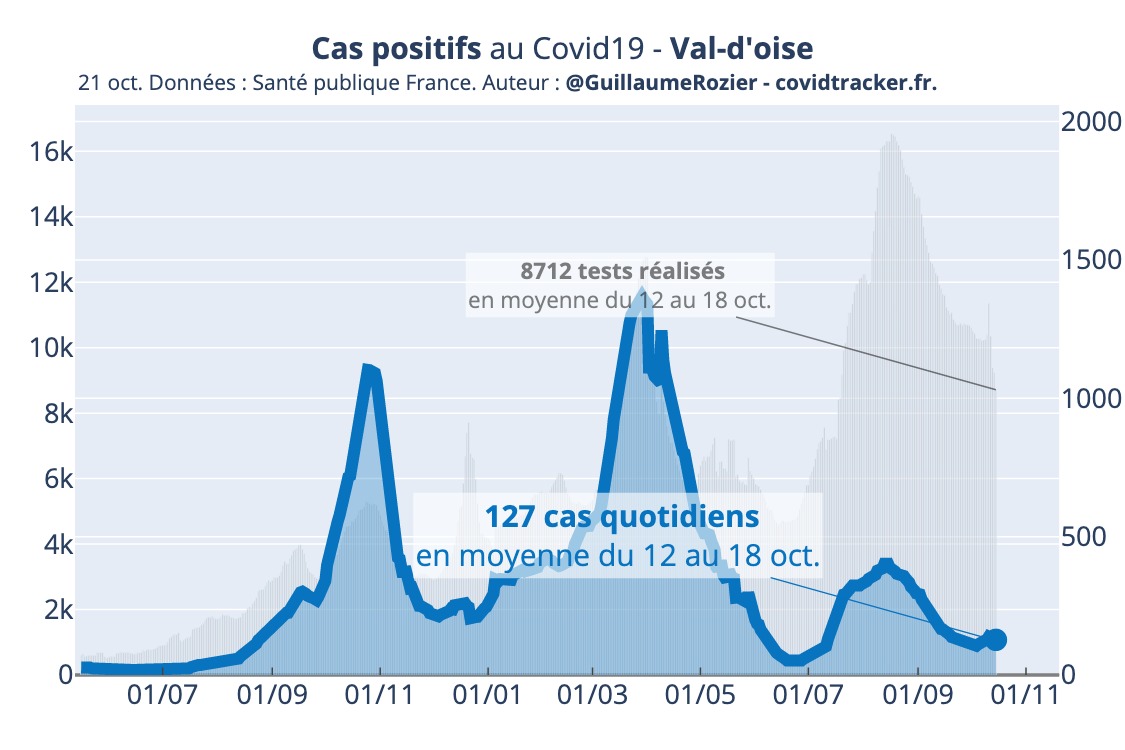 Cas positifs au Covid19 - Val-d'oise
21 oct. Données : Santé publique France. Auteur : @GuillaumeRozier - covidtracker.fr.
2000
16k
14k
1500
8712 tests réalisés
en moyenne du 12 au 18 oct.
12k
10k
1000
8k
6k
127 cas quotidiens
en moyenne du 12 au 18 oct.
500
4k
2k
0
0
01/07 01/09 01/11 01/01 01/03 01/05 01/07 01/09 01/11